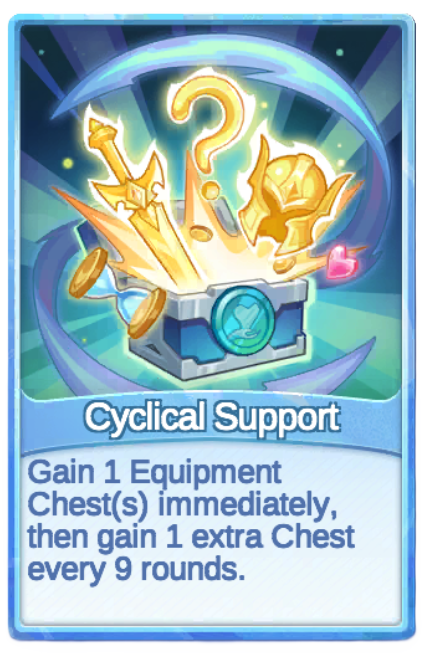 Cyclical Support
Gain 1 Equipment
Chest(s) immediately,
then gain 1 extra Chest
every 9 rounds.